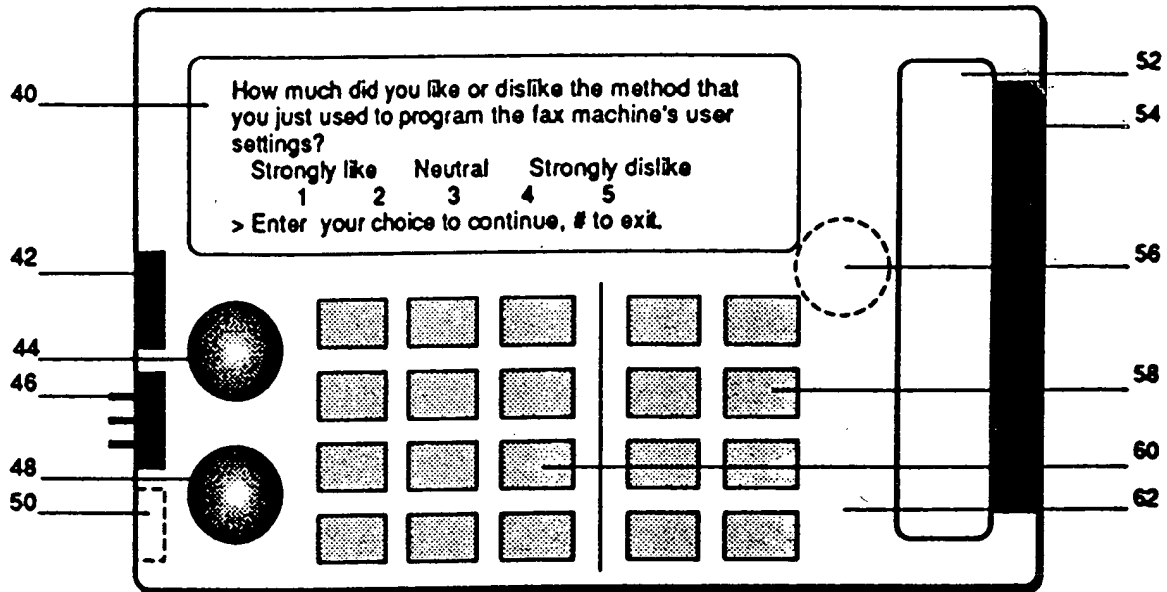 How much did you like or dislike the method that
you just used to program the fax machine's user
settings?
Strongly like Neutral Strongly dislike
1 2 3 4 5
> Enter your choice to continue, # to exit.
40
42
44
46
48
50
52
54
56
58
60
62